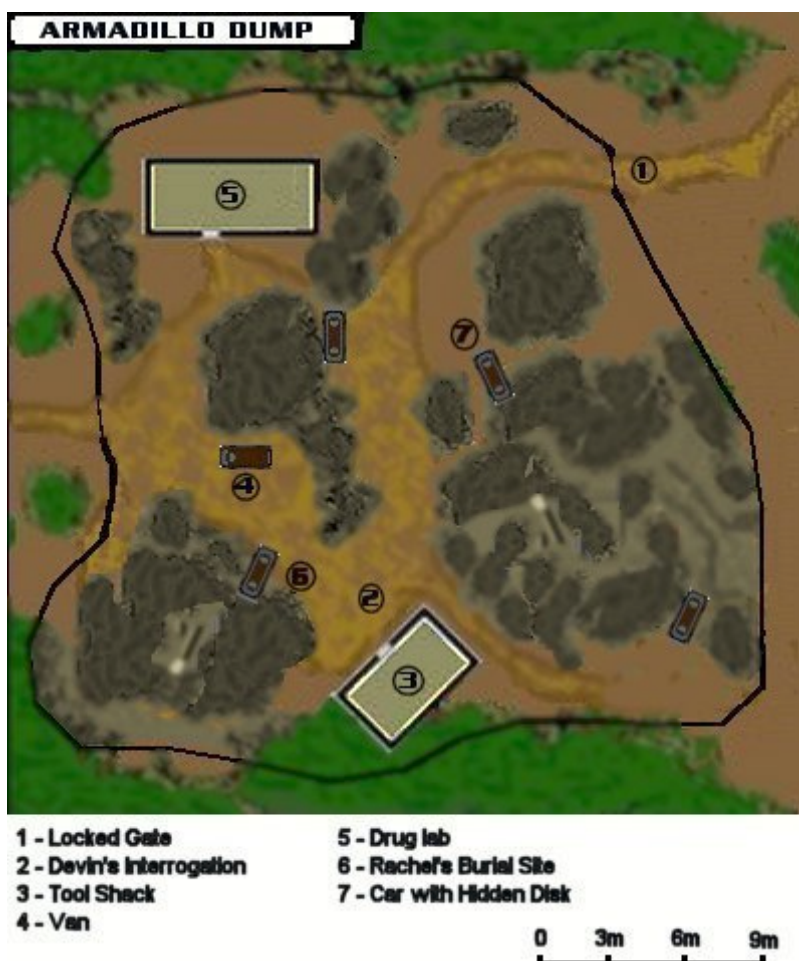 ARMADILLO DUMP
1
5
7
4
6
2
3
1 - Locked Gate
2 - Devin's Interrogation
3 - Tool Shack
4 - Van
5 - Drug lab
6 - Rachel's Burial Site
7 - Car with Hidden Disk
0 3m 6m 9m